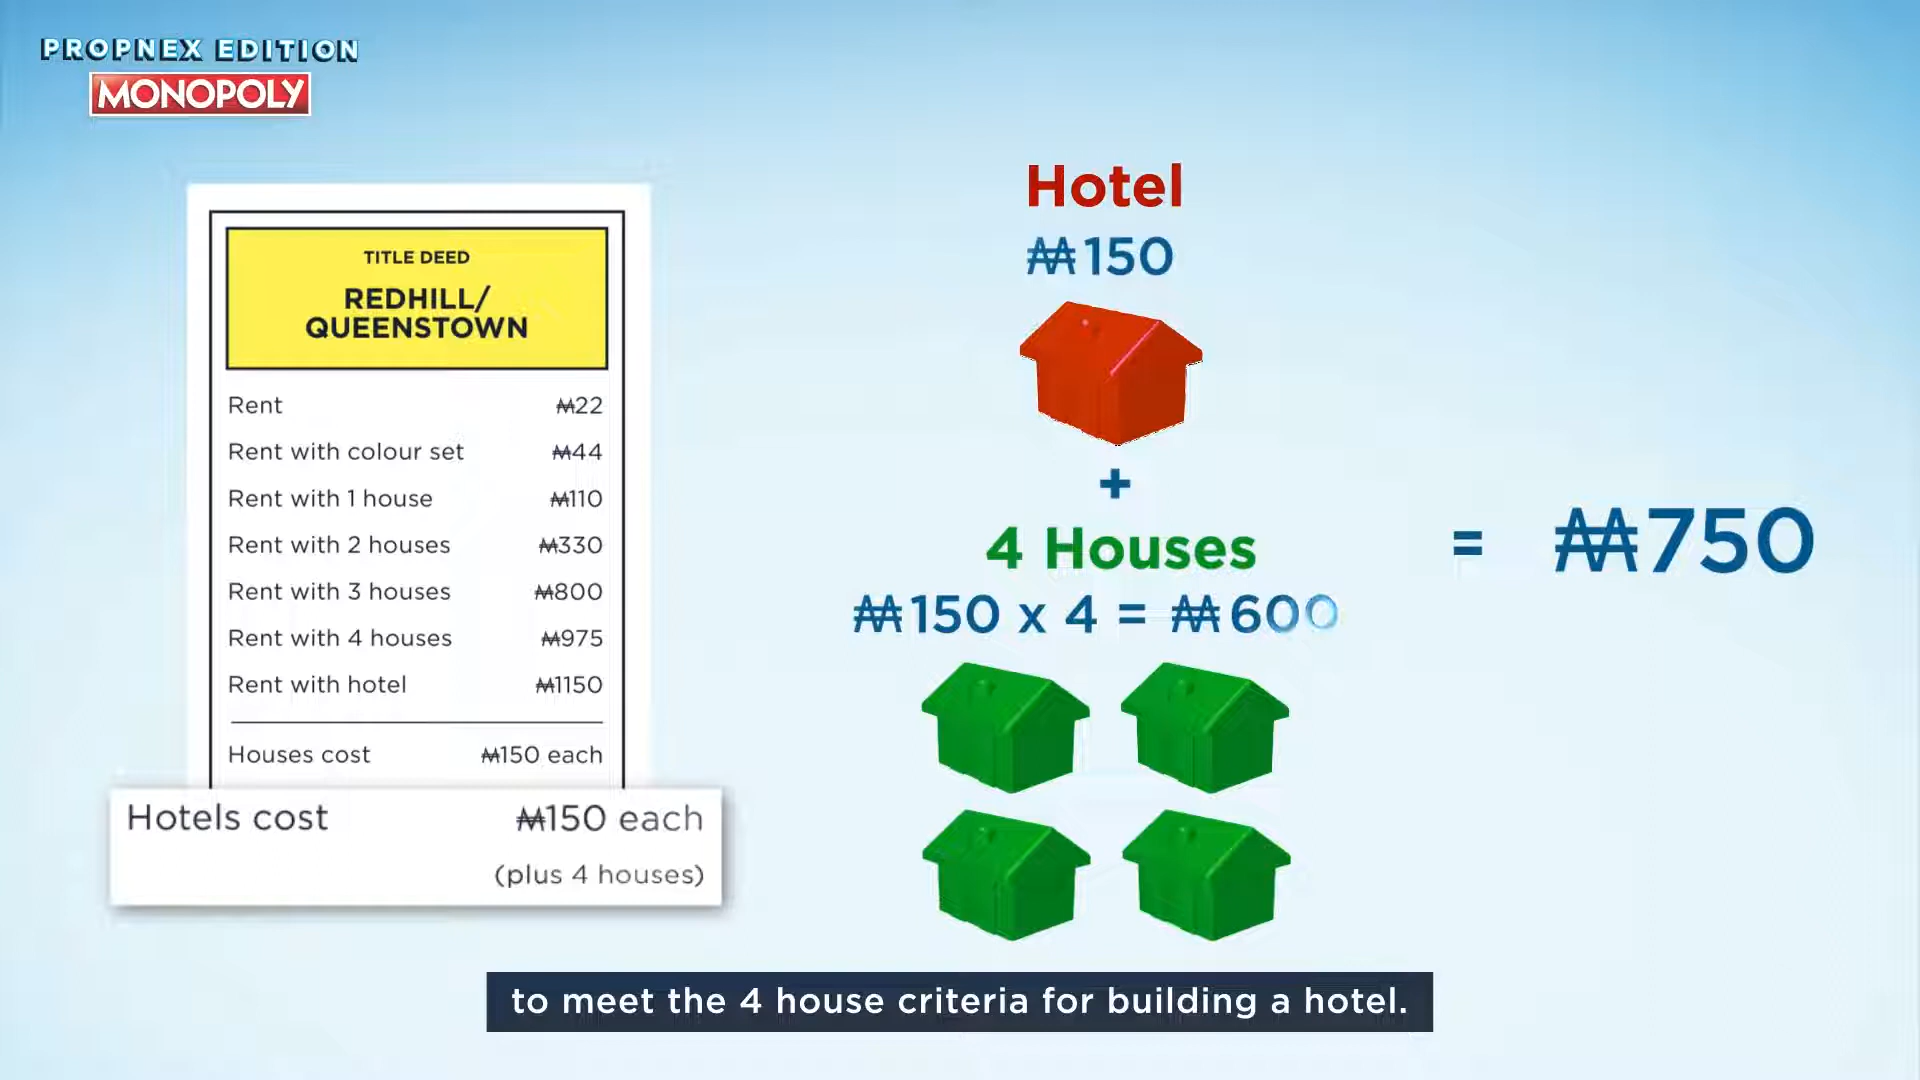 PROPNEX EDITION
MONOPOLY
TITLE DEED
REDHILL/
QUEENSTOWN
Rent ₩22
Rent with colour set ₩44
Rent with 1 house ₩110
Rent with 2 houses ₩330
Rent with 3 houses ₩800
Rent with 4 houses ₩975
Rent with hotel ₩1150
Houses cost ₩150 each
Hotels cost ₩150 each
(plus 4 houses)
Hotel
₩150
+
4 Houses
₩150 x 4 = ₩600
= ₩750
to meet the 4 house criteria for building a hotel.